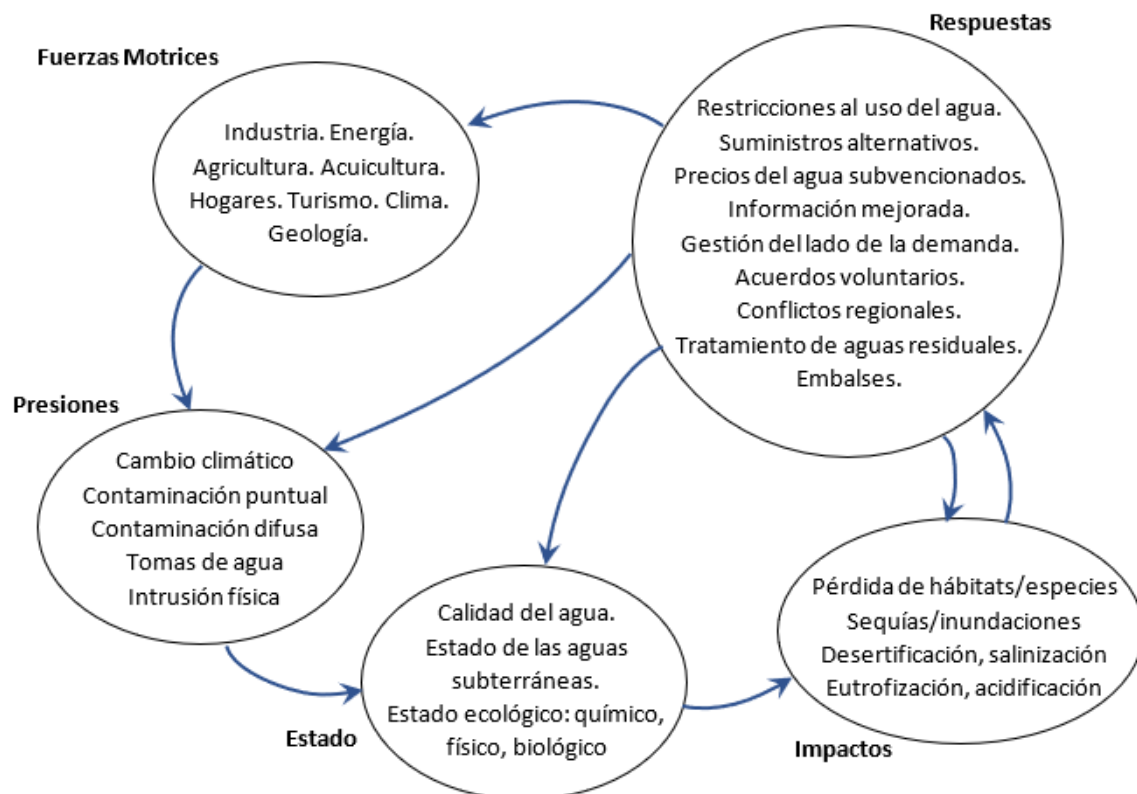 Respuestas
Restricciones al uso del agua.
Suministros alternativos.
Precios del agua subvencionados.
Información mejorada.
Gestión del lado de la demanda.
Acuerdos voluntarios.
Conflictos regionales.
Tratamiento de aguas residuales.
Embalses.
Fuerzas Motrices
Industria. Energía.
Agricultura. Acuicultura.
Hogares. Turismo. Clima.
Geología.
Presiones
Cambio climático
Contaminación puntual
Contaminación difusa
Tomas de agua
Intrusión física
Calidad del agua.
Estado de las aguas
subterráneas.
Estado ecológico: químico,
físico, biológico
Estado
Pérdida de hábitats/especies
Sequías/inundaciones
Desertificación, salinización
Eutrofización, acidificación
Impactos